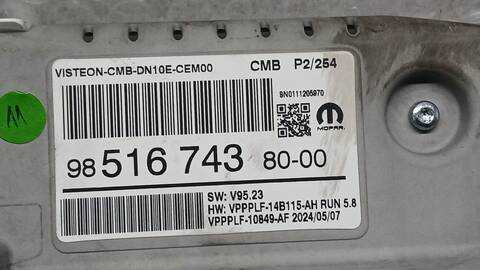 VISTEON-CMB-DN10E-CEM00
CMB P2/254
SN0111205970
MOPAR
98 516 743 80-00
SW: V95.23
HW: VPPPLF-14B115-AH RUN 5.8
VPPPLF-10849-AF 2024/05/07